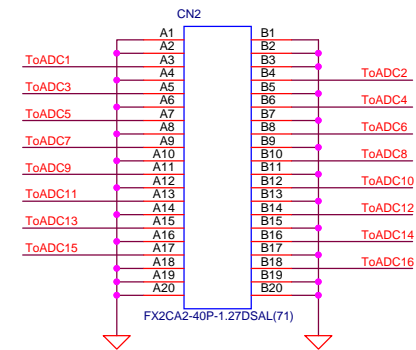 CN2
A1 B1
A2 B2
ToADC1 A3 B3
A4 B4 ToADC2
ToADC3 A5 B5
A6 B6 ToADC4
ToADC5 A7 B7
A8 B8 ToADC6
ToADC7 A9 B9
A10 B10 ToADC8
ToADC9 A11 B11
A12 B12 ToADC10
ToADC11 A13 B13
A14 B14 ToADC12
ToADC13 A15 B15
A16 B16 ToADC14
ToADC15 A17 B17
A18 B18 ToADC16
A19 B19
A20 B20
FX2CA2-40P-1.27DSAL(71)